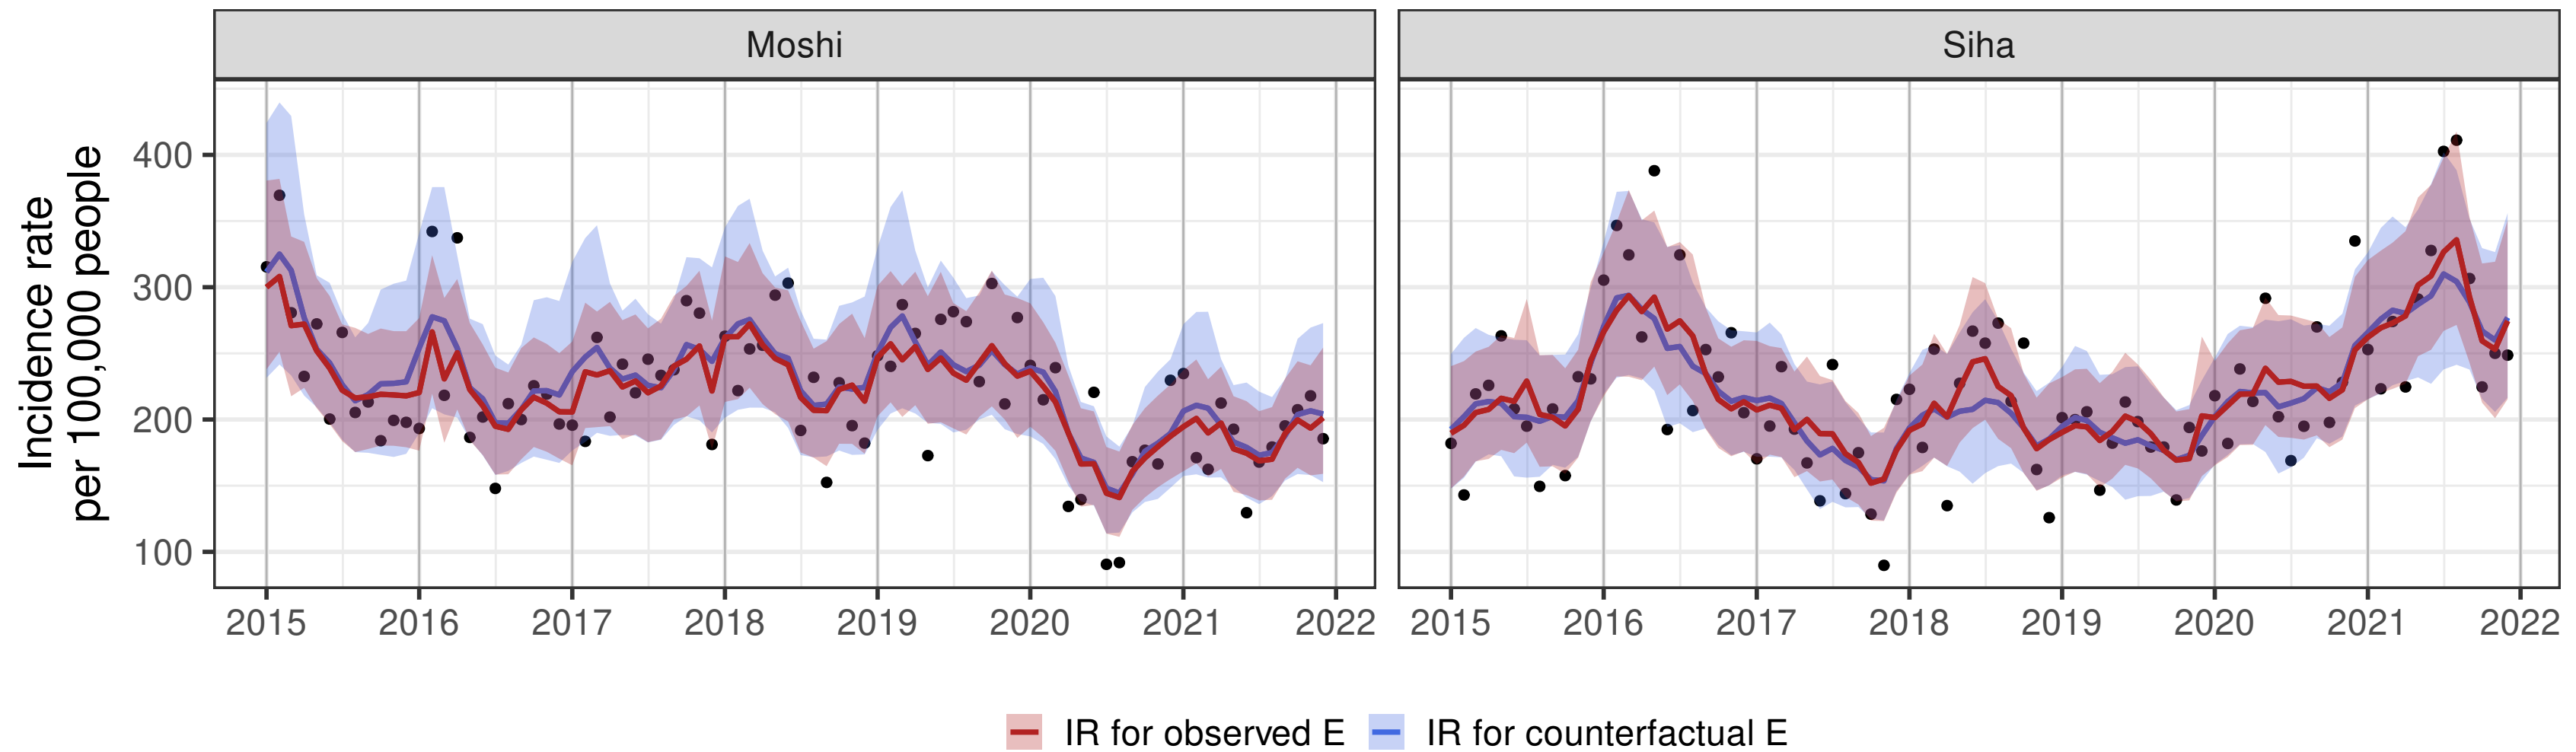 Moshi
Siha
Incidence rate
per 100,000 people
400
300
200
100
2015 2016 2017 2018 2019 2020 2021 2022
2015 2016 2017 2018 2019 2020 2021 2022
IR for observed E
IR for counterfactual E